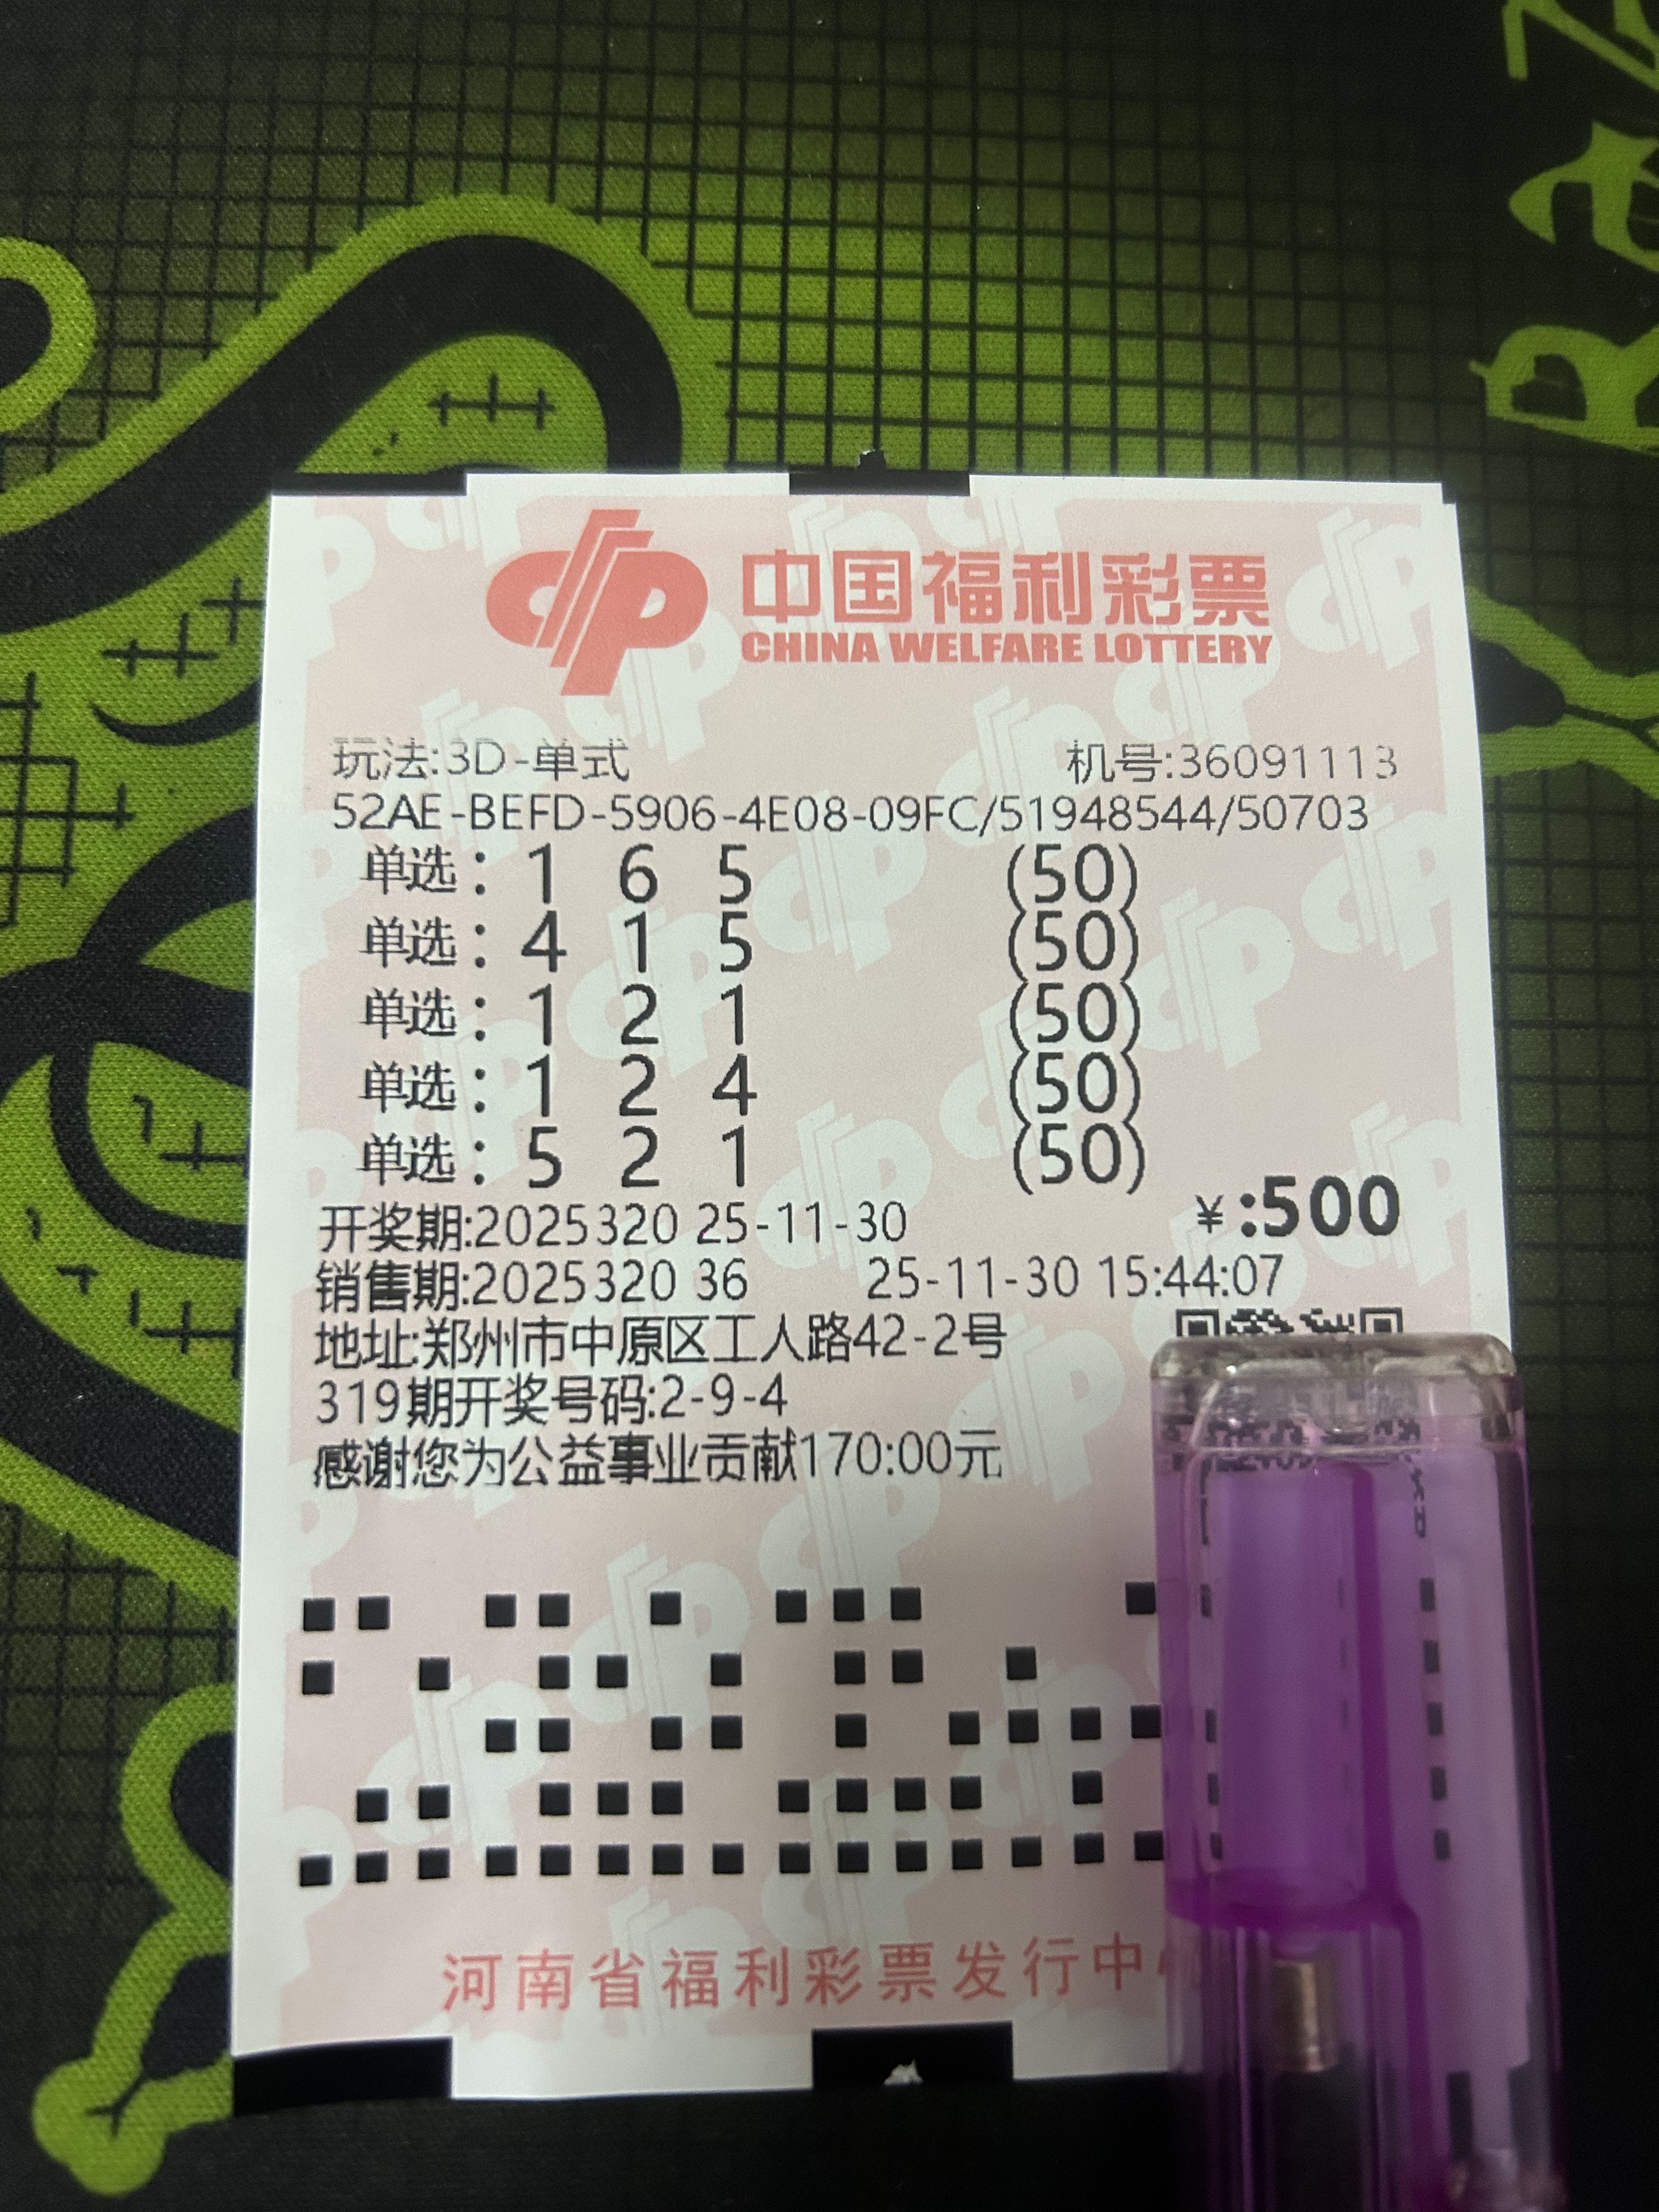 中国福利彩票
CHINA WELFARE LOTTERY
玩法:3D-单式 机号:36091113
52AE-BEFD-5906-4E08-09FC/51948544/50703
单选: 1 6 5 (50)
单选: 4 1 5 (50)
单选: 1 2 1 (50)
单选: 1 2 4 (50)
单选: 5 2 1 (50)
¥:500
开奖期:2025320 25-11-30
销售期:2025320 36 25-11-30 15:44:07
地址:郑州市中原区工人路42-2号
319期开奖号码:2-9-4
感谢您为公益事业贡献170:00元
河南省福利彩票发行中